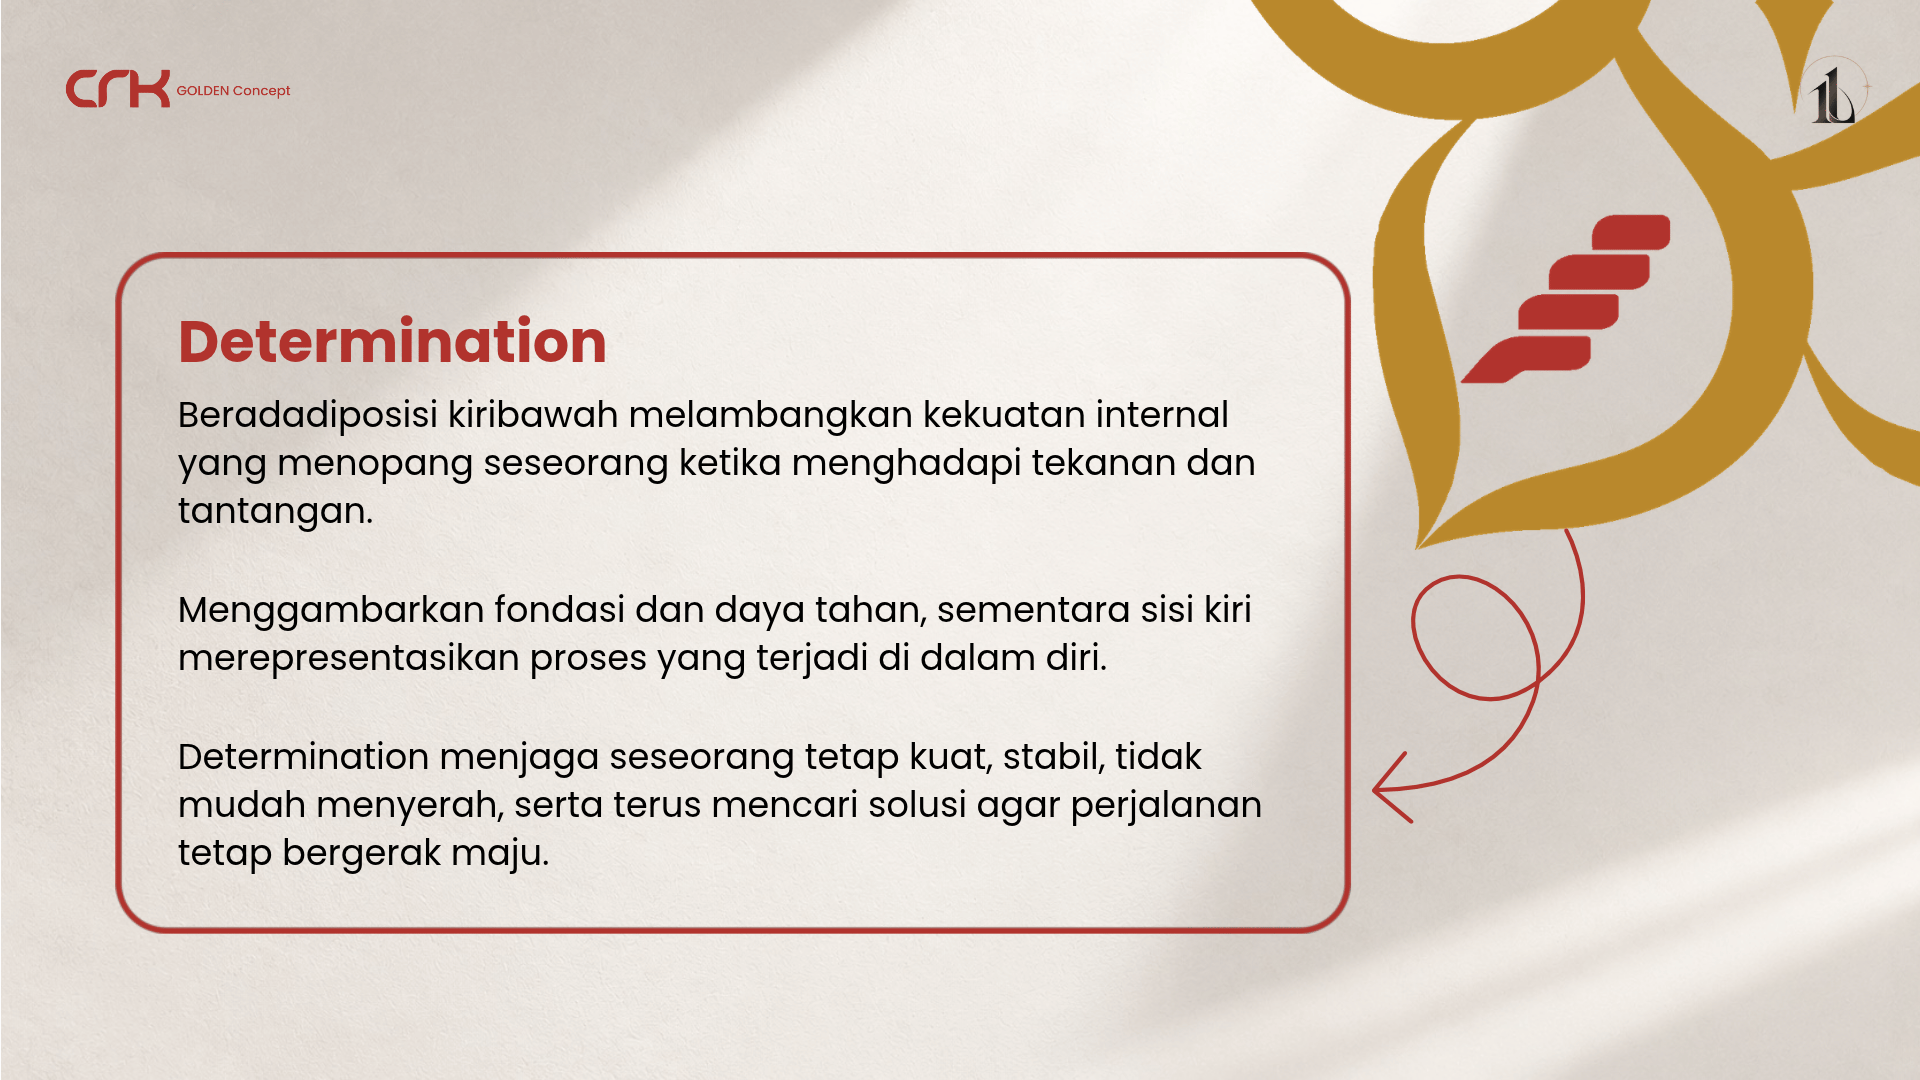 crk GOLDEN Concept
Determination
Beradadiposisi kiribawah melambangkan kekuatan internal
yang menopang seseorang ketika menghadapi tekanan dan
tantangan.
Menggambarkan fondasi dan daya tahan, sementara sisi kiri
merepresentasikan proses yang terjadi di dalam diri.
Determination menjaga seseorang tetap kuat, stabil, tidak
mudah menyerah, serta terus mencari solusi agar perjalanan
tetap bergerak maju.